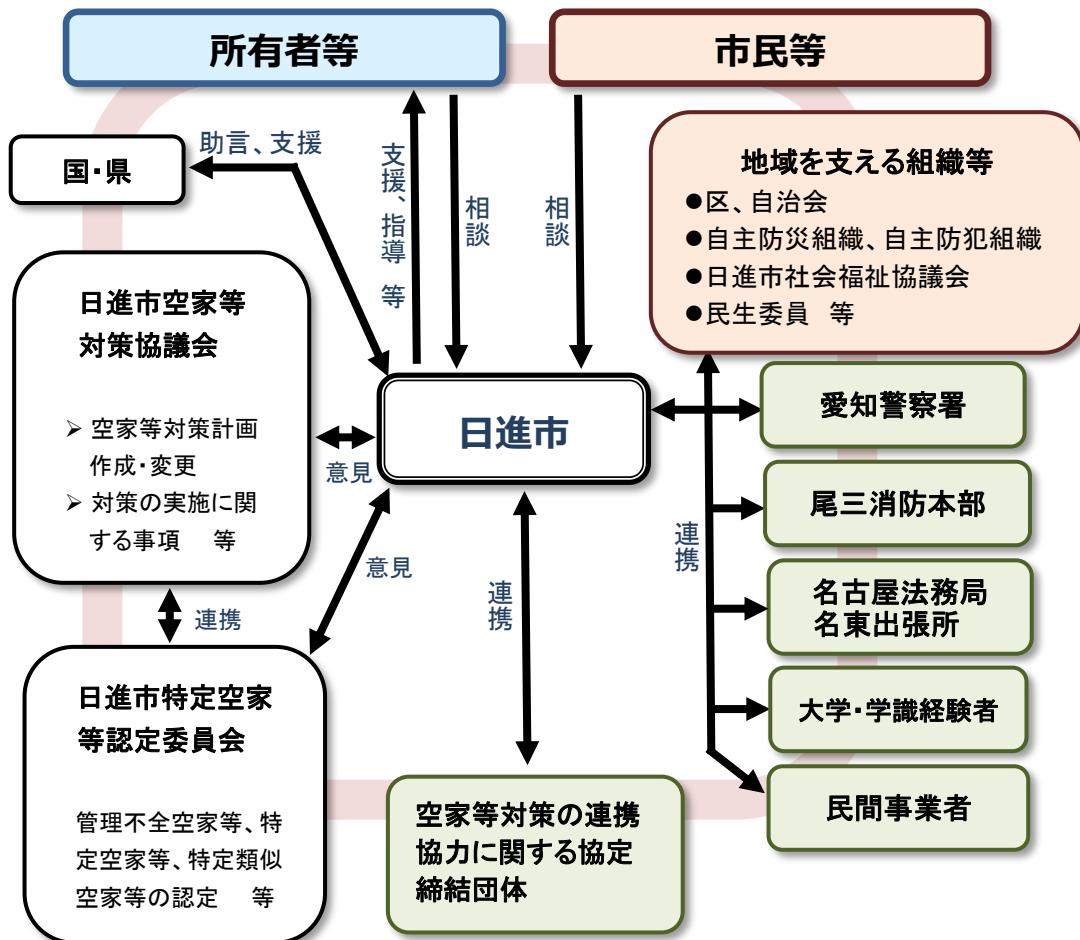 所有者等
市民等
国・県
助言、支援
支援、指導 等
相談
相談
地域を支える組織等
●区、自治会
●自主防災組織、自主防犯組織
●日進市社会福祉協議会
●民生委員 等
日進市空家等
対策協議会
➢ 空家等対策計画
作成・変更
➢ 対策の実施に関
する事項 等
日進市
意見
意見
連携
連携
連携
愛知警察署
尾三消防本部
名古屋法務局
名東出張所
大学・学識経験者
民間事業者
日進市特定空家
等認定委員会
管理不全空家等、特
定空家等、特定類似
空家等の認定 等
空家等対策の連携
協力に関する協定
締結団体